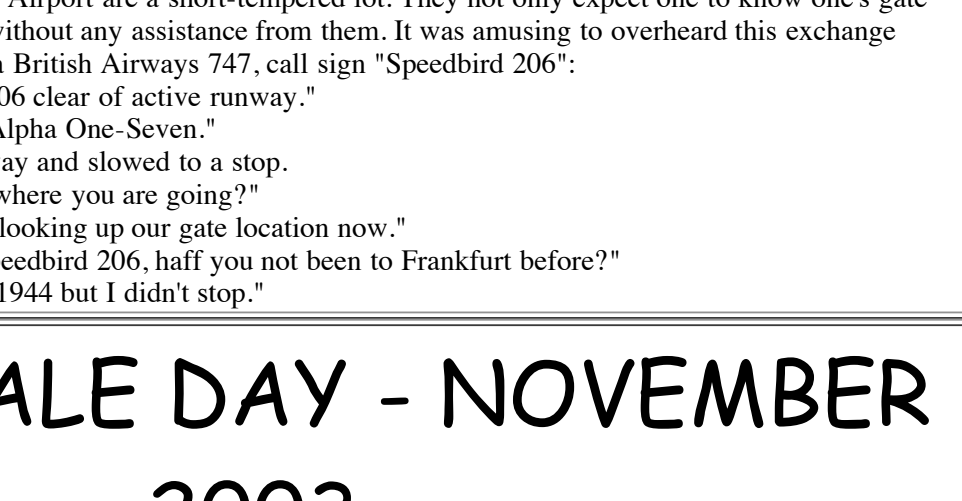 Airport are a short-tempered lot. They not only expect one to know one's gate
without any assistance from them. It was amusing to overheard this exchange
a British Airways 747, call sign "Speedbird 206":
06 clear of active runway."
Alpha One-Seven."
ay and slowed to a stop.
where you are going?"
looking up our gate location now."
eedbird 206, haff you not been to Frankfurt before?"
1944 but I didn't stop."
ALE DAY - NOVEMBER